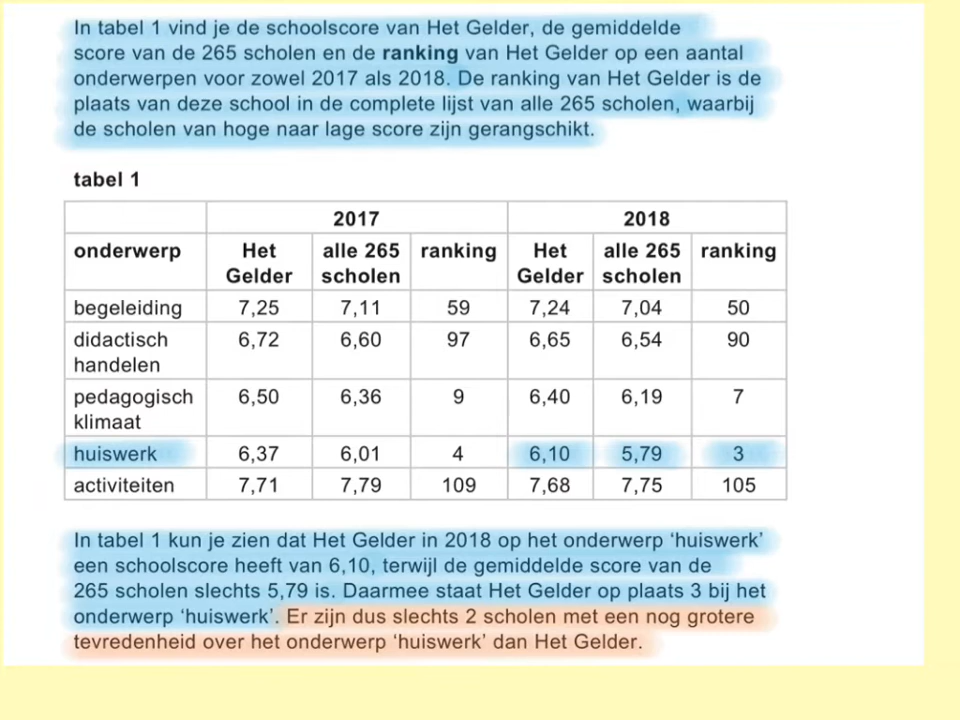 In tabel 1 vind je de schoolscore van Het Gelder, de gemiddelde
score van de 265 scholen en de ranking van Het Gelder op een aantal
onderwerpen voor zowel 2017 als 2018. De ranking van Het Gelder is de
plaats van deze school in de complete lijst van alle 265 scholen, waarbij
de scholen van hoge naar lage score zijn gerangschikt.
tabel 1
2017 2018
onderwerp Het Gelder alle 265 scholen ranking Het Gelder alle 265 scholen ranking
begeleiding 7,25 7,11 59 7,24 7,04 50
didactisch handelen 6,72 6,60 97 6,65 6,54 90
pedagogisch klimaat 6,50 6,36 9 6,40 6,19 7
huiswerk 6,37 6,01 4 6,10 5,79 3
activiteiten 7,71 7,79 109 7,68 7,75 105
In tabel 1 kun je zien dat Het Gelder in 2018 op het onderwerp ‘huiswerk’
een schoolscore heeft van 6,10, terwijl de gemiddelde score van de
265 scholen slechts 5,79 is. Daarmee staat Het Gelder op plaats 3 bij het
onderwerp ‘huiswerk’. Er zijn dus slechts 2 scholen met een nog grotere
tevredenheid over het onderwerp ‘huiswerk’ dan Het Gelder.